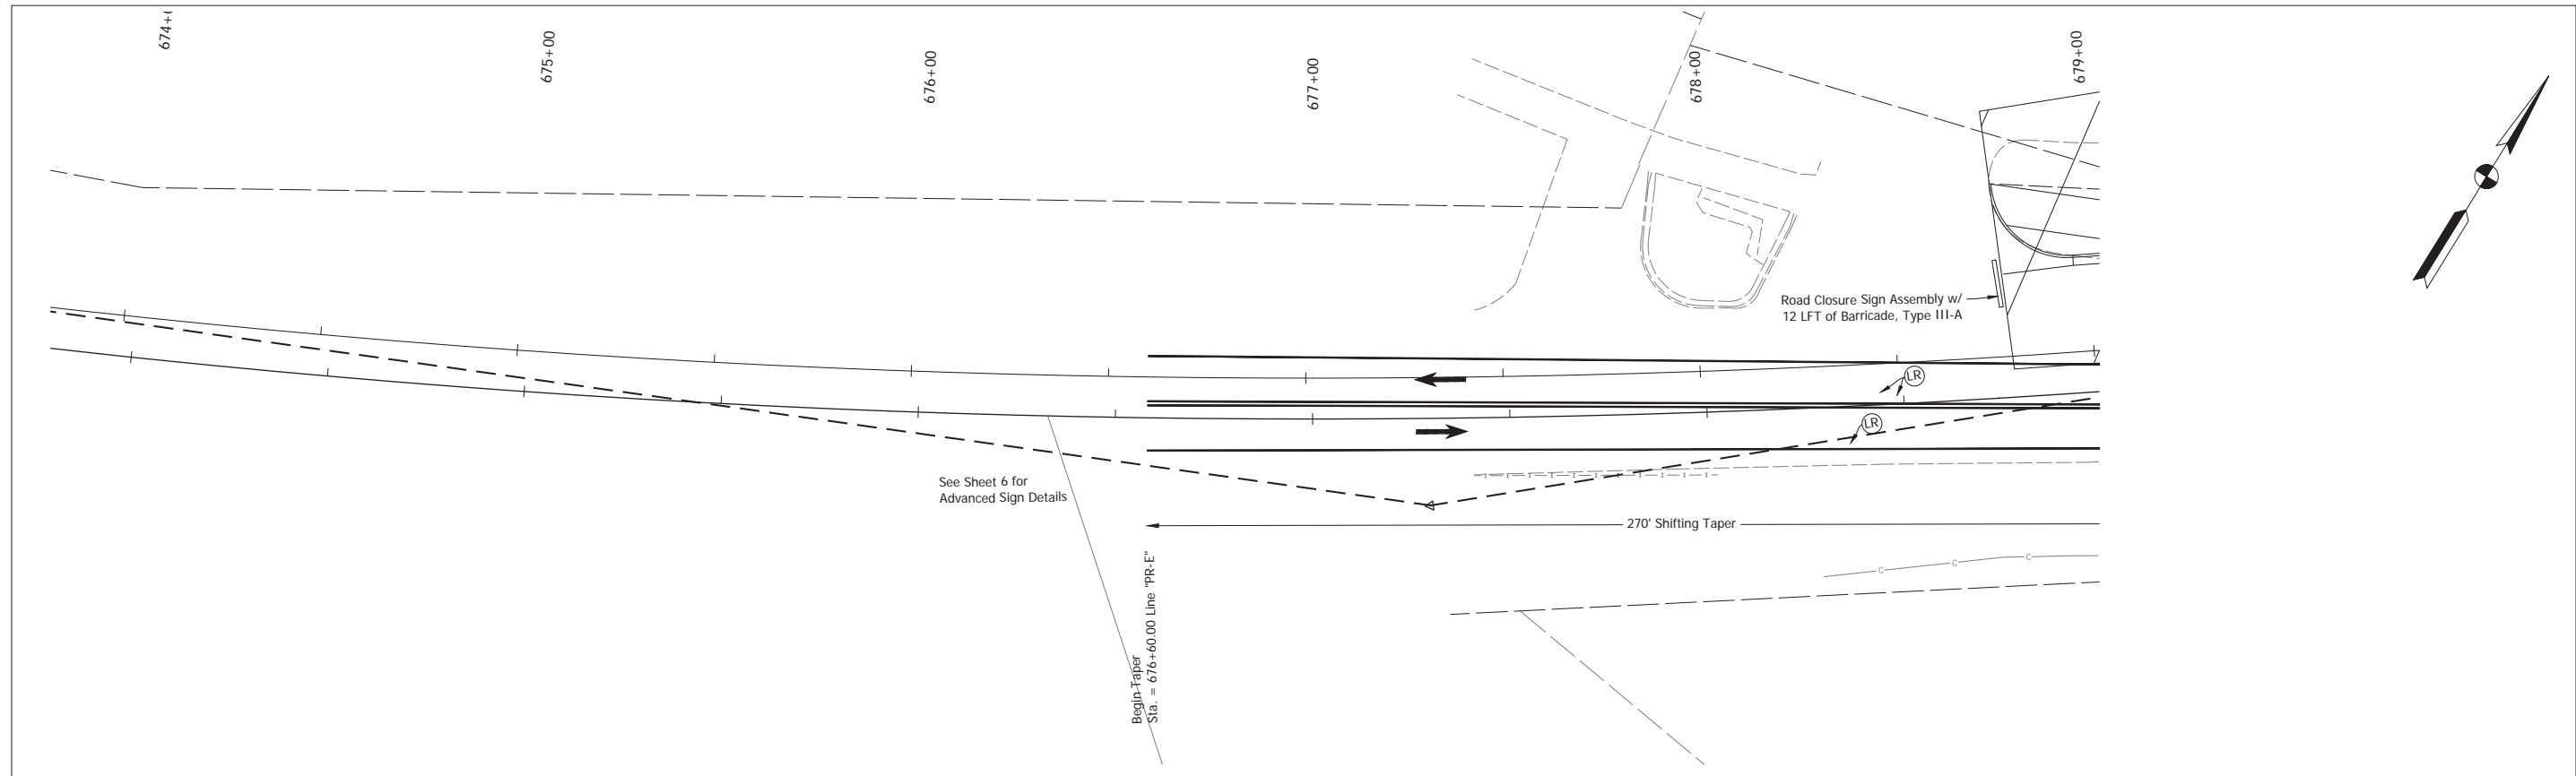 675+00
676+00
677+00
678+00
679+00
Road Closure Sign Assembly w/
12 LFT of Barricade, Type III-A
LR
LR
See Sheet 6 for
Advanced Sign Details
270' Shifting Taper
C
C
C
Begin Taper
Sta. = 676+60.00 Line "PR-E"